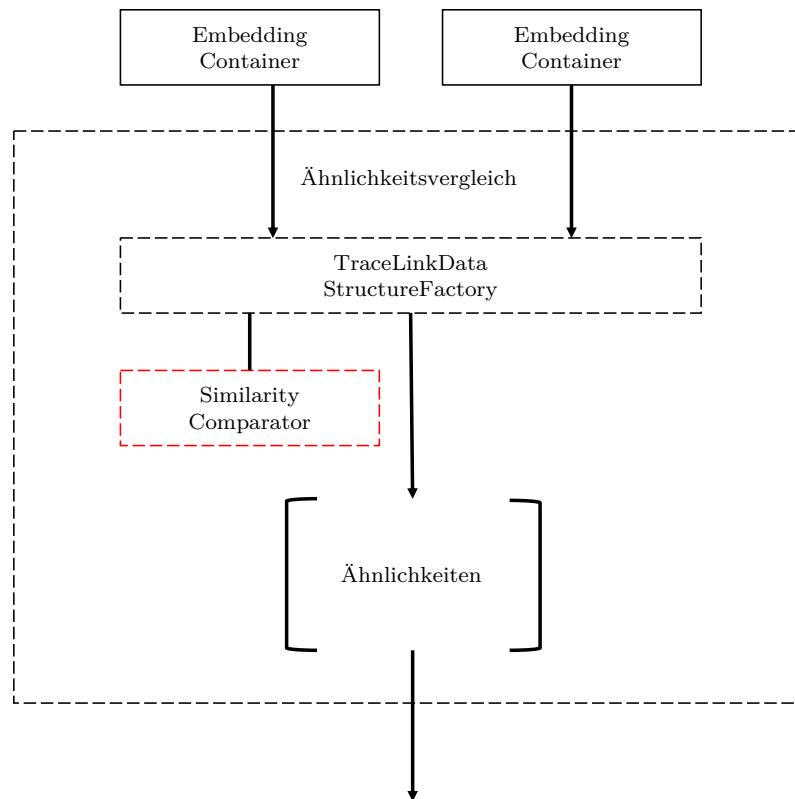 Embedding
Container
Embedding
Container
Ähnlichkeitsvergleich
TraceLinkData
StructureFactory
Similarity
Comparator
Ähnlichkeiten